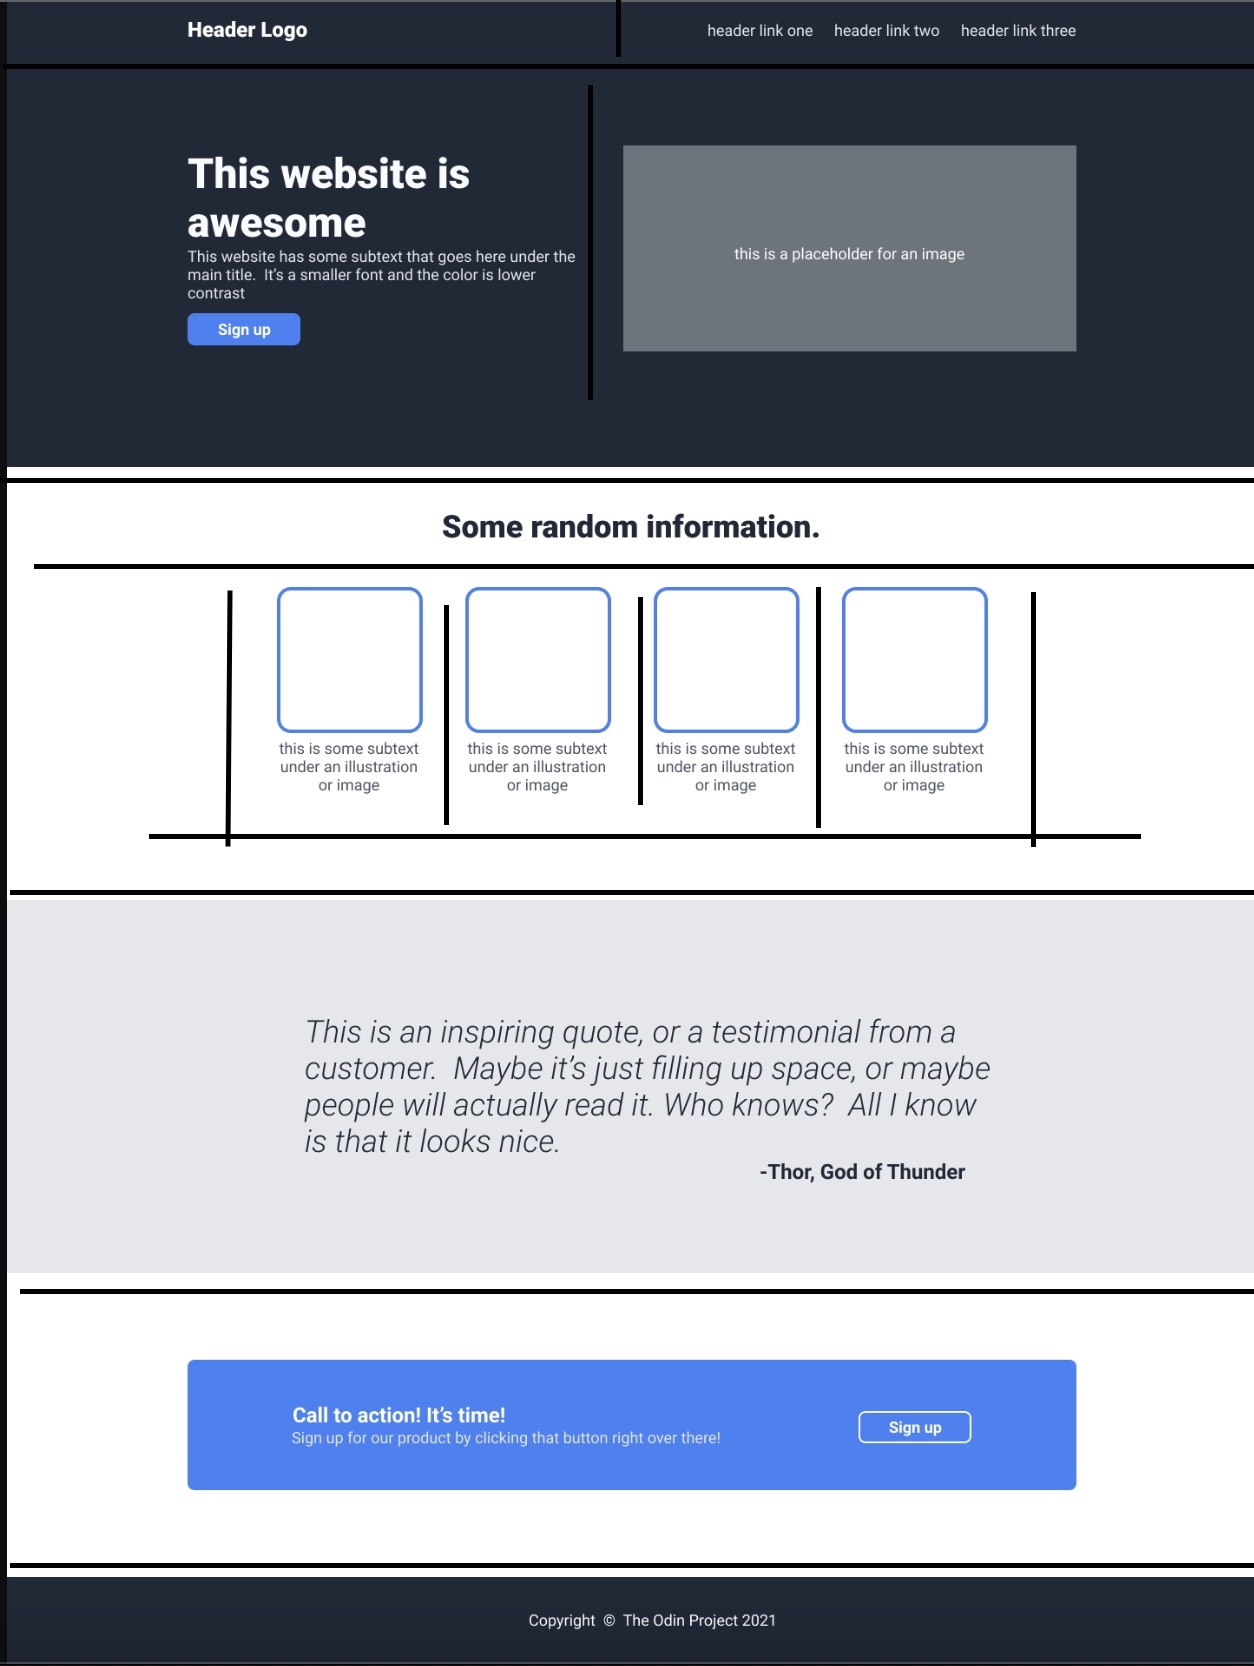 Header Logo
header link one header link two header link three
This website is
awesome
This website has some subtext that goes here under the
main title.  It’s a smaller font and the color is lower
contrast
Sign up
this is a placeholder for an image
Some random information.
this is some subtext
under an illustration
or image
this is some subtext
under an illustration
or image
this is some subtext
under an illustration
or image
this is some subtext
under an illustration
or image
This is an inspiring quote, or a testimonial from a
customer.  Maybe it’s just filling up space, or maybe
people will actually read it. Who knows?  All I know
is that it looks nice.
-Thor, God of Thunder
Call to action! It’s time!
Sign up for our product by clicking that button right over there!
Sign up
Copyright © The Odin Project 2021